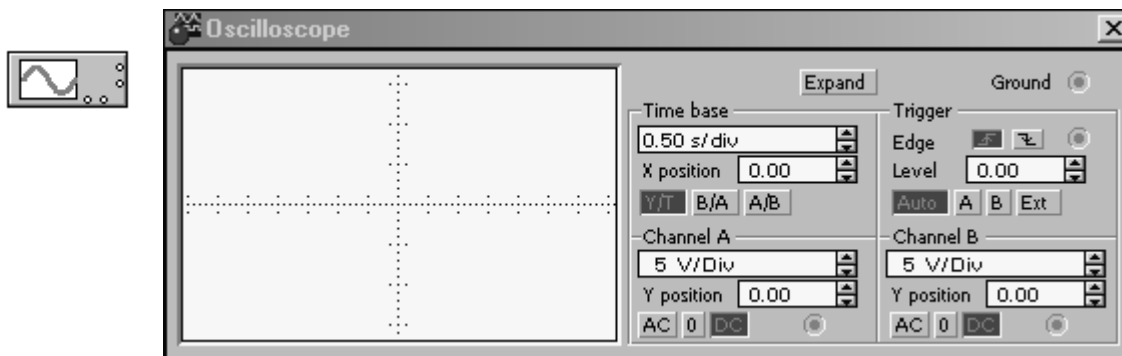 Oscilloscope
Expand Ground
Time base
0.50 s/div
X position 0.00
Y/T B/A A/B
Trigger
Edge
Level 0.00
Auto A B Ext
Channel A
5 V/Div
Y position 0.00
AC 0 DC
Channel B
5 V/Div
Y position 0.00
AC 0 DC